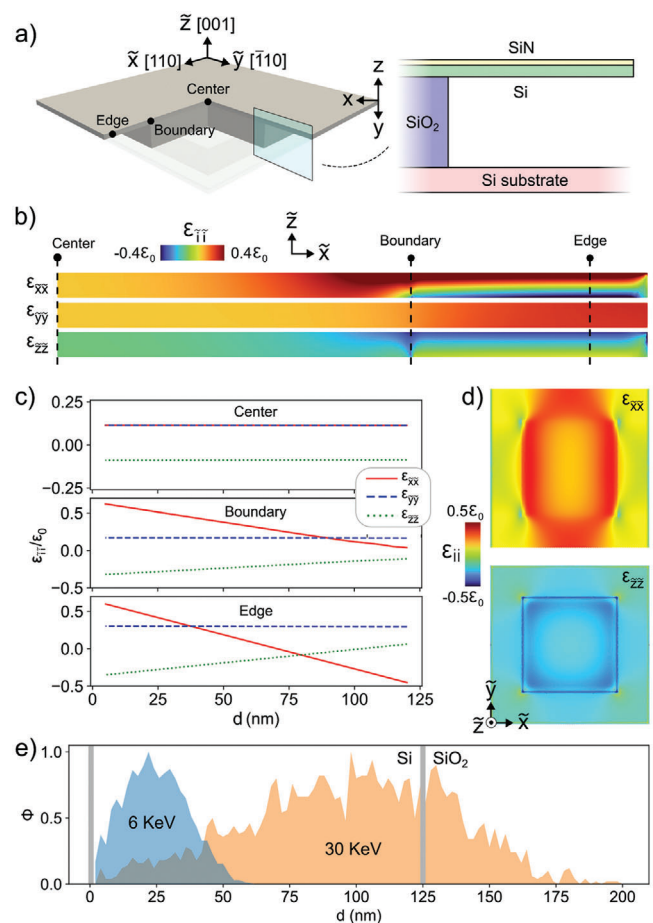 a)
z̃ [001]
x̃ [110]
ỹ [1̄10]
Center
Edge
Boundary
x
y
z
SiN
Si
SiO₂
Si substrate
b)
Center
ε_ĩĩ
-0.4ε₀
0.4ε₀
z̃
x̃
Boundary
Edge
ε_x̃x̃
ε_ỹỹ
ε_z̃z̃
c)
0.25
0.00
−0.25
Center
ε_x̃x̃
ε_ỹỹ
ε_z̃z̃
0.5
0.0
−0.5
Boundary
ε_ĩĩ/ε₀
0.5
0.0
−0.5
Edge
0
25
50
75
100
125
d (nm)
d)
ε_x̃x̃
0.5ε₀
ε_ii
-0.5ε₀
ε_z̃z̃
ỹ
z̃
x̃
e)
1.0
0.5
0.0
Φ
6 KeV
30 KeV
Si
SiO₂
0
25
50
75
100
125
150
175
200
d (nm)